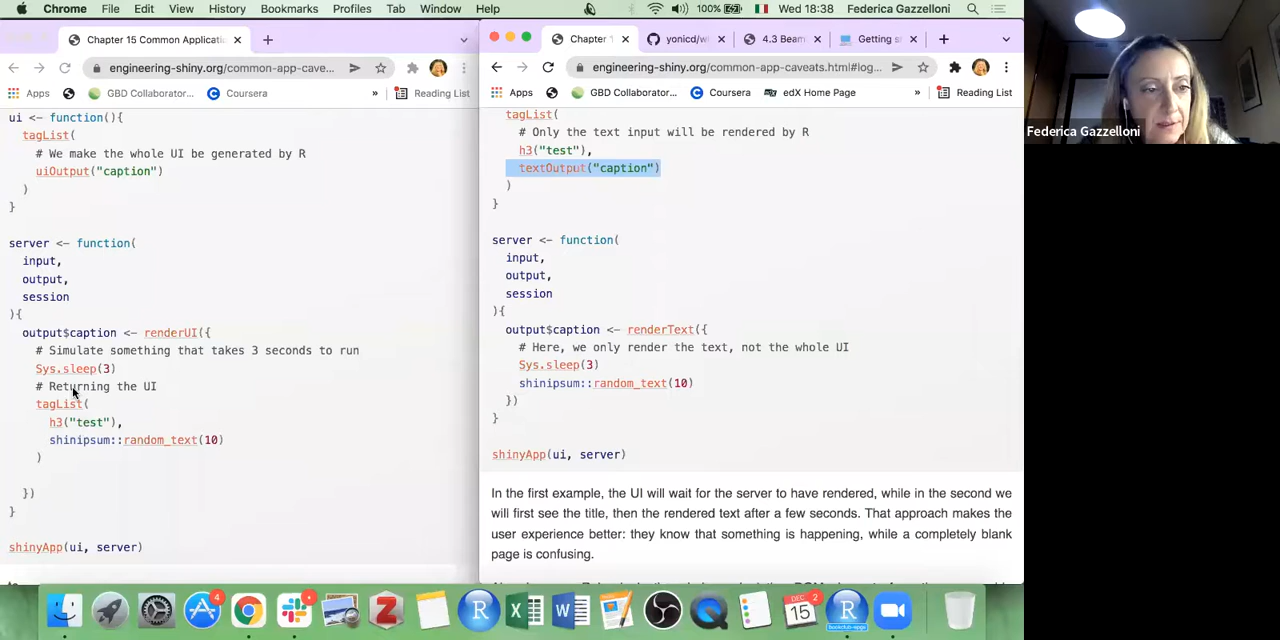 Chrome File Edit View History Bookmarks Profiles Tab Window Help 100% Wed 18:38 Federica Gazzelloni
Chapter 15 Common Applicati
engineering-shiny.org/common-app-cave...
Apps GBD Collaborator... Coursera » Reading List
ui <- function(){
tagList(
# We make the whole UI be generated by R
uiOutput("caption")
)
}
server <- function(
input,
output,
session
){
output$caption <- renderUI({
# Simulate something that takes 3 seconds to run
Sys.sleep(3)
# Returning the UI
tagList(
h3("test"),
shinipsum::random_text(10)
)
})
}
shinyApp(ui, server)
Chapter 1 yonicd/w 4.3 Beam Getting s
engineering-shiny.org/common-app-caveats.html#log...
Apps GBD Collaborator... Coursera edX Home Page » Reading List
tagList(
# Only the text input will be rendered by R
h3("test"),
textOutput("caption")
)
}
server <- function(
input,
output,
session
){
output$caption <- renderText({
# Here, we only render the text, not the whole UI
Sys.sleep(3)
shinipsum::random_text(10)
})
}
shinyApp(ui, server)
In the first example, the UI will wait for the server to have rendered, while in the second we
will first see the title, then the rendered text after a few seconds. That approach makes the
user experience better: they know that something is happening, while a completely blank
page is confusing.
Federica Gazzelloni
4
DEC
15
2